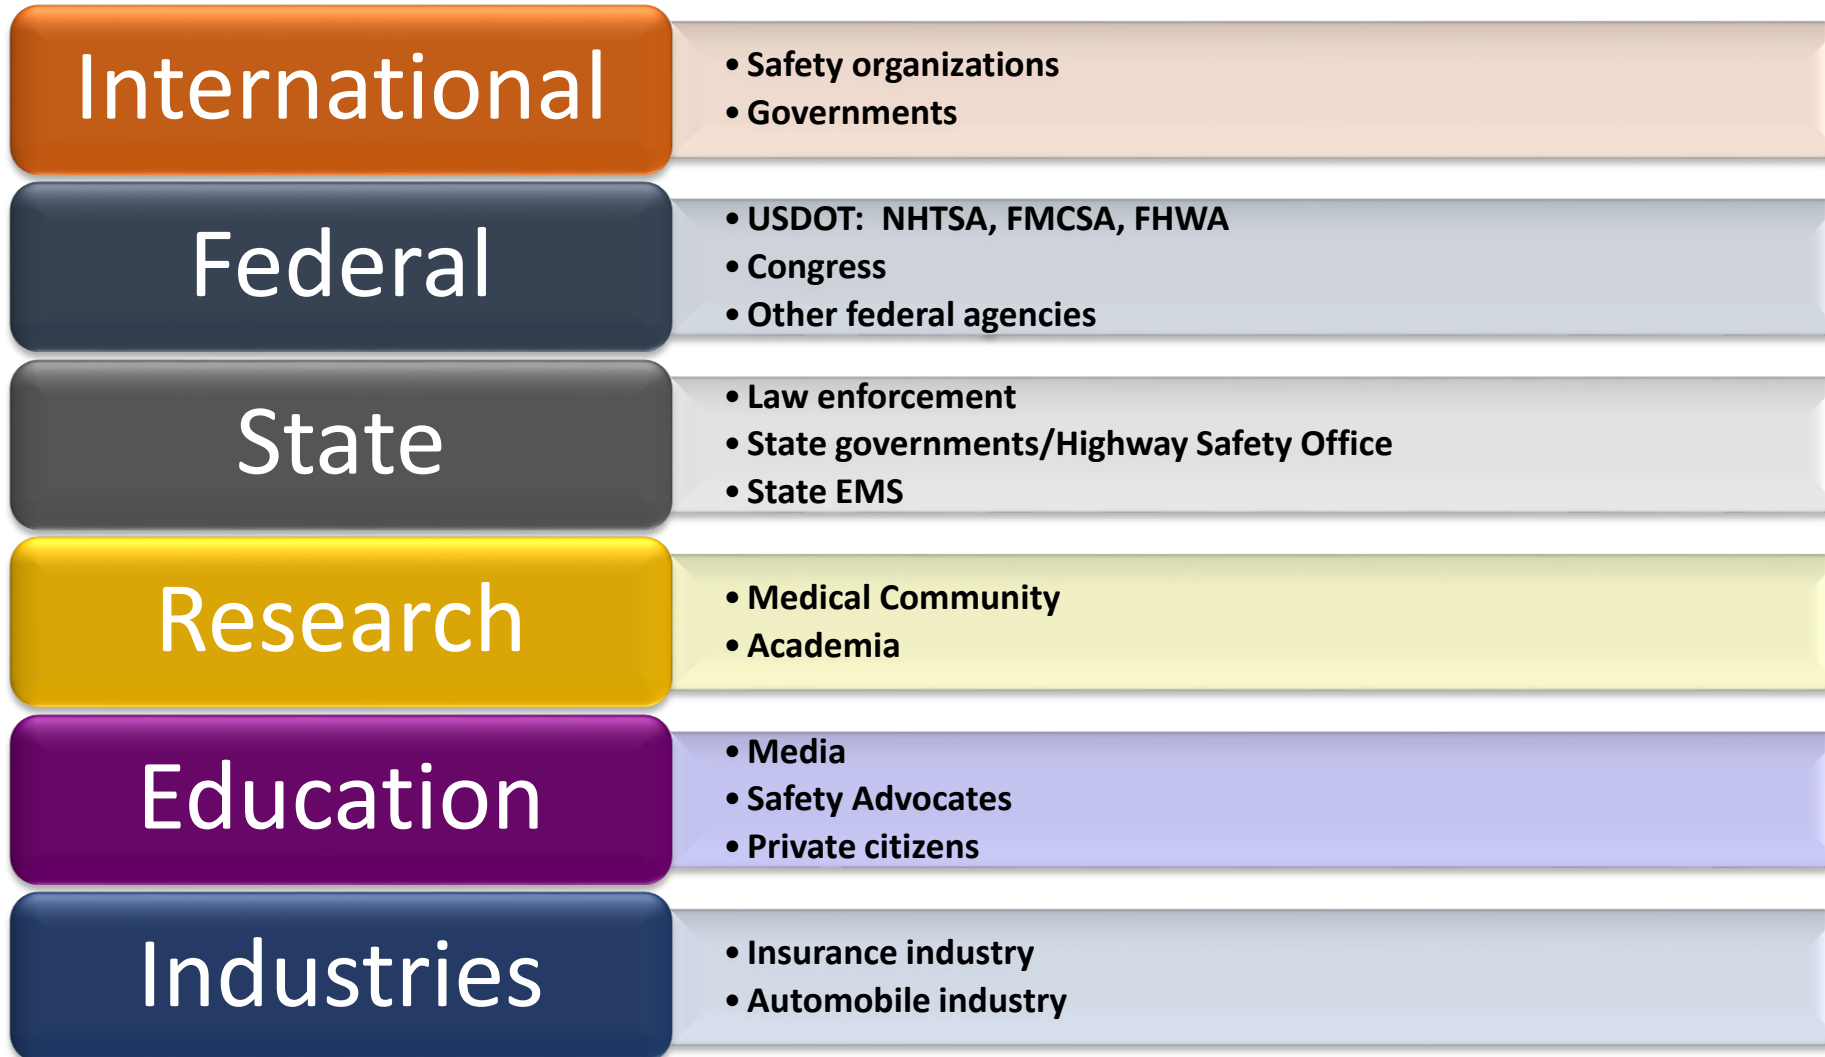 International
• Safety organizations
• Governments
Federal
• USDOT:  NHTSA, FMCSA, FHWA
• Congress
• Other federal agencies
State
• Law enforcement
• State governments/Highway Safety Office
• State EMS
Research
• Medical Community
• Academia
Education
• Media
• Safety Advocates
• Private citizens
Industries
• Insurance industry
• Automobile industry